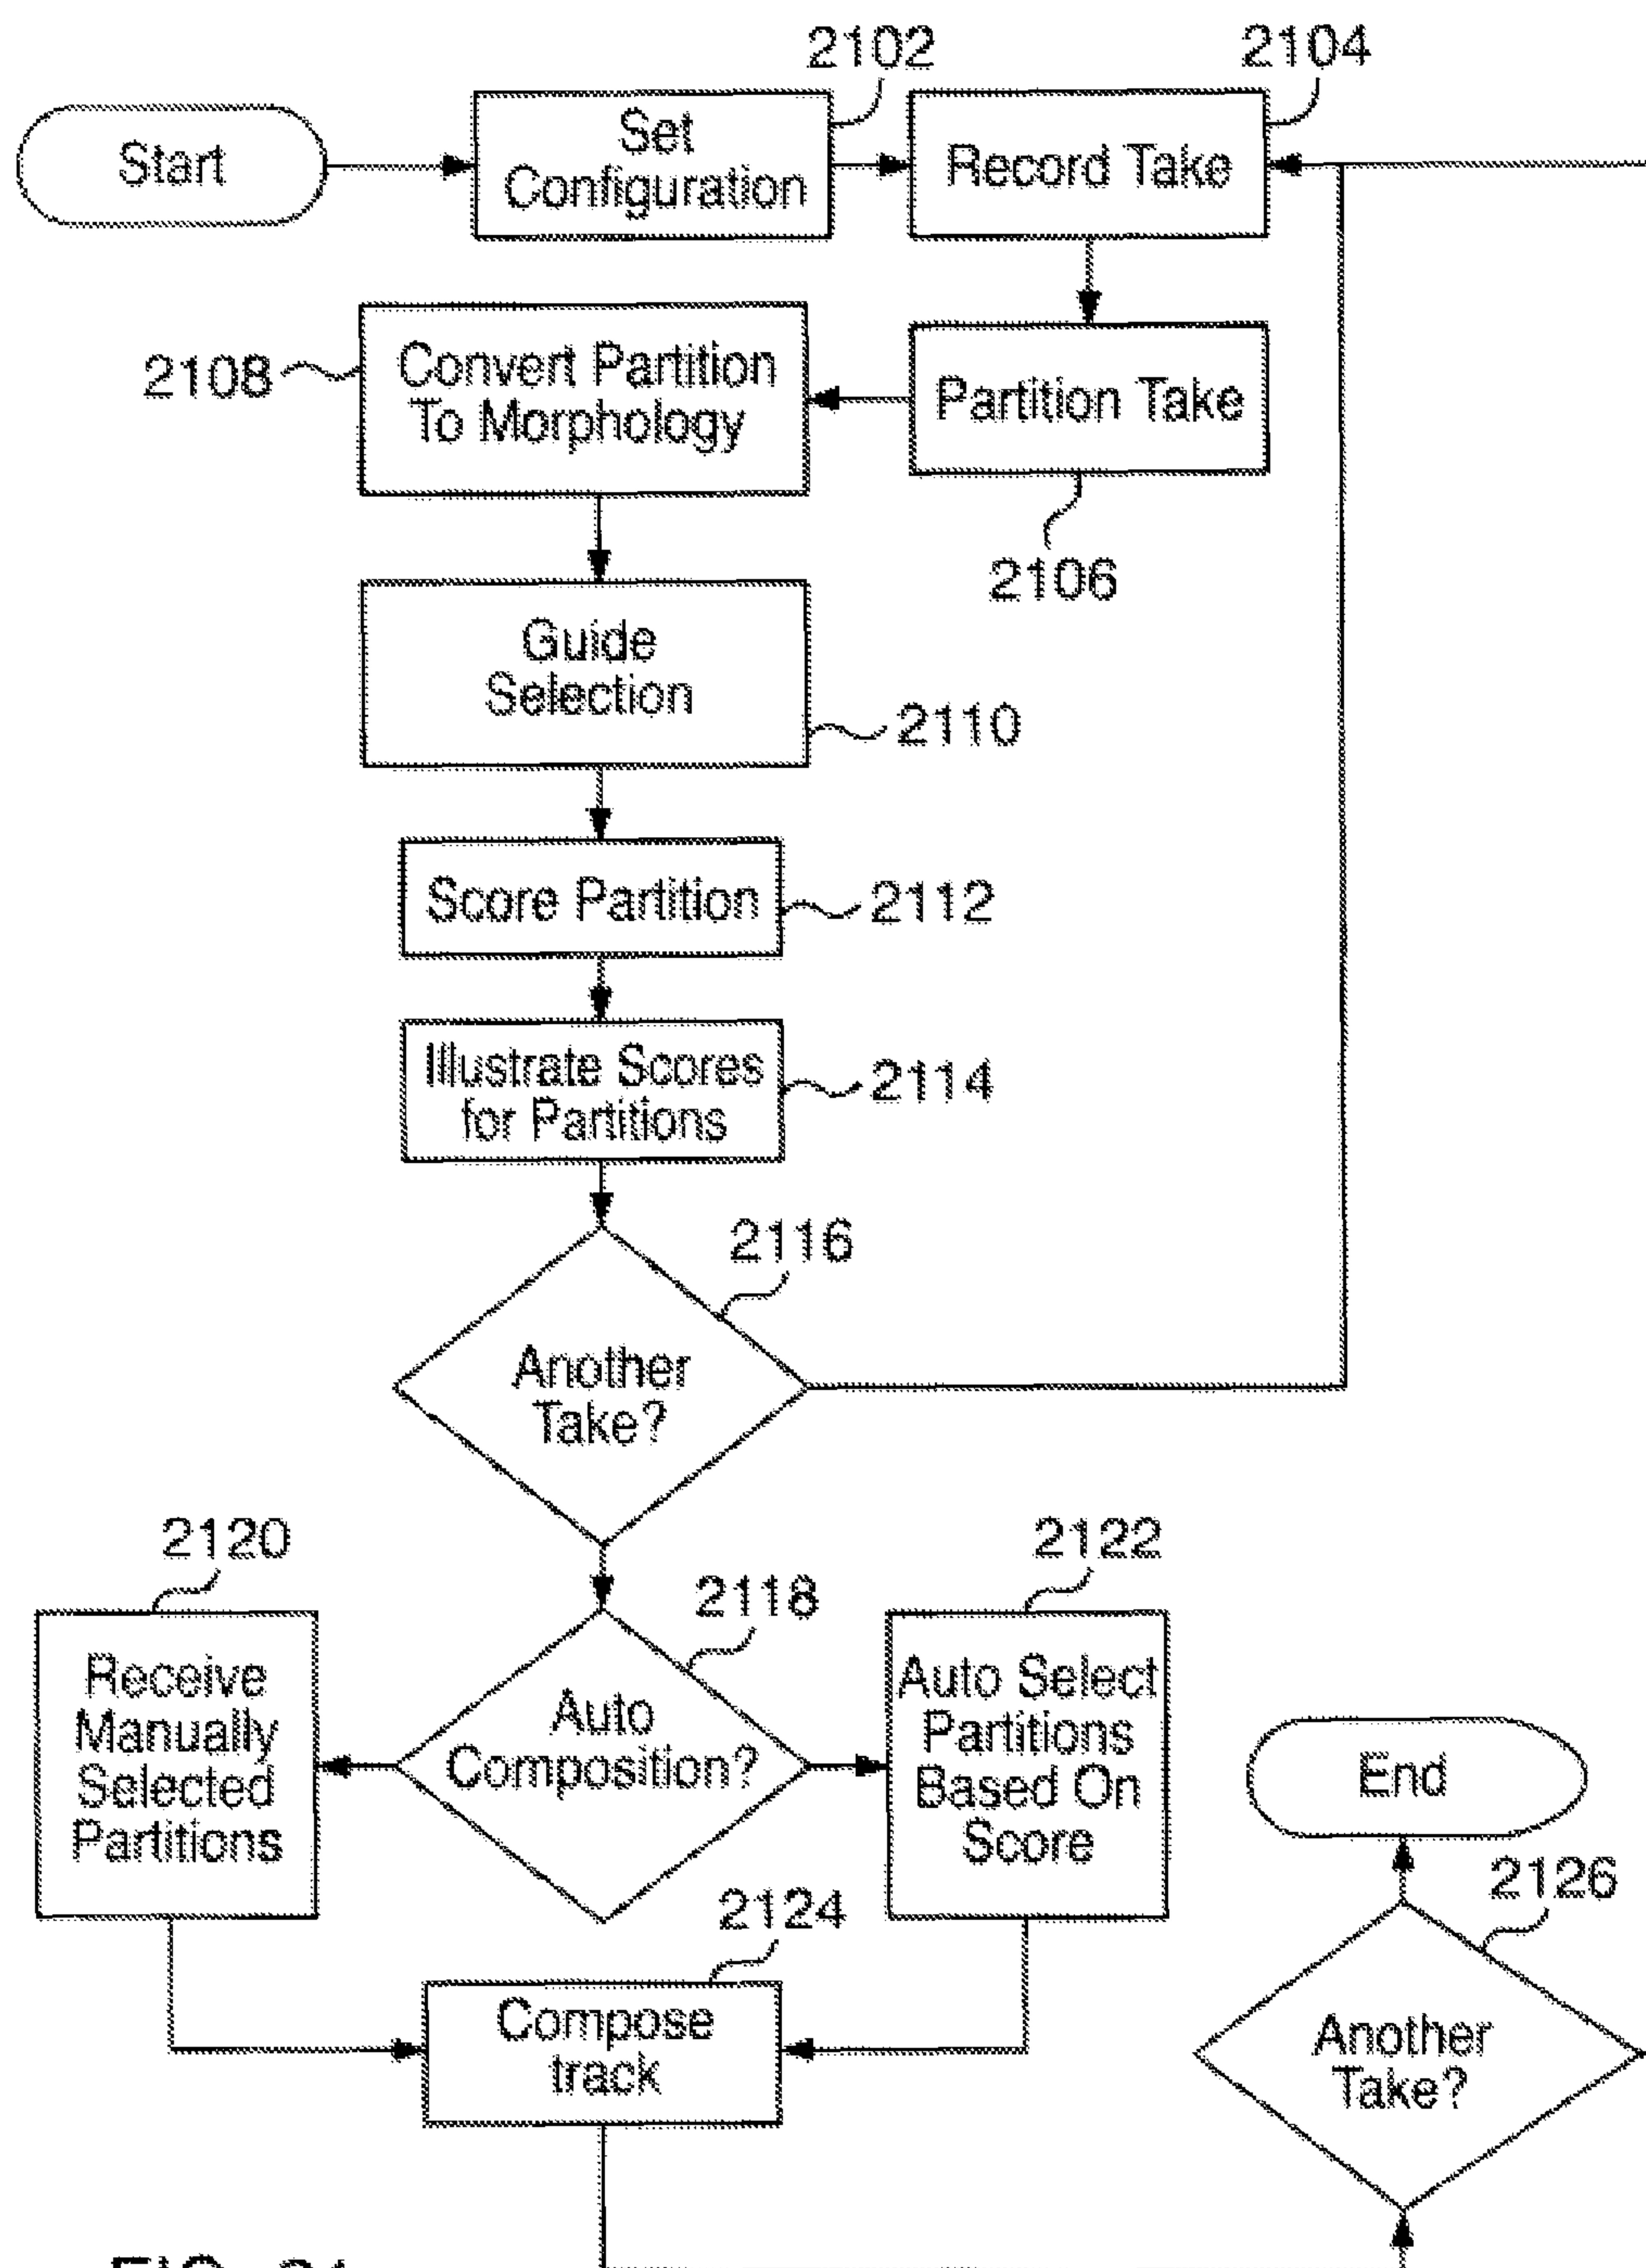 2102
2104
Start
Set
Configuration
Record Take
2108
Convert Partition
To Morphology
Partition Take
2106
Guide
Selection
2110
Score Partition
2112
Illustrate Scores
for Partitions
2114
2116
Another
Take?
2120
2118
2122
Receive
Manually
Selected
Partitions
Auto
Composition?
Auto Select
Partitions
Based On
Score
End
2124
2126
Compose
track
Another
Take?